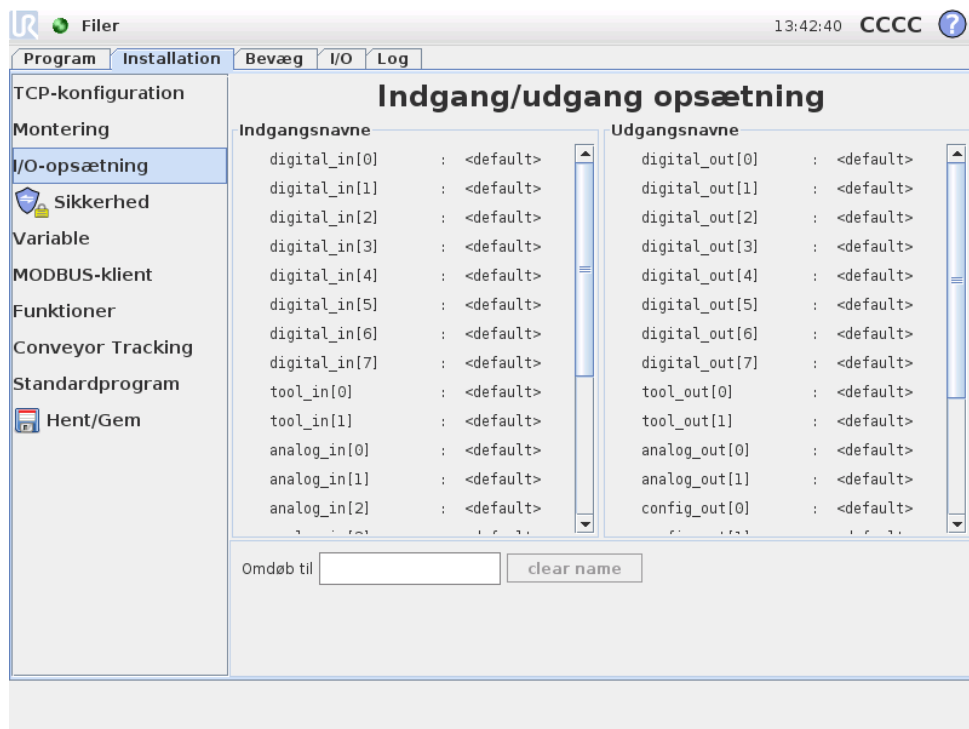 UR Filer 13:42:40 CCCC ?
Program Installation Bevæg I/O Log
TCP-konfiguration
Montering
I/O-opsætning
Sikkerhed
Variable
MODBUS-klient
Funktioner
Conveyor Tracking
Standardprogram
Hent/Gem
Indgang/udgang opsætning
Indgangsnavne
digital_in[0] : <default>
digital_in[1] : <default>
digital_in[2] : <default>
digital_in[3] : <default>
digital_in[4] : <default>
digital_in[5] : <default>
digital_in[6] : <default>
digital_in[7] : <default>
tool_in[0] : <default>
tool_in[1] : <default>
analog_in[0] : <default>
analog_in[1] : <default>
analog_in[2] : <default>
Udgangsnavne
digital_out[0] : <default>
digital_out[1] : <default>
digital_out[2] : <default>
digital_out[3] : <default>
digital_out[4] : <default>
digital_out[5] : <default>
digital_out[6] : <default>
digital_out[7] : <default>
tool_out[0] : <default>
tool_out[1] : <default>
analog_out[0] : <default>
analog_out[1] : <default>
config_out[0] : <default>
Omdøb til clear name